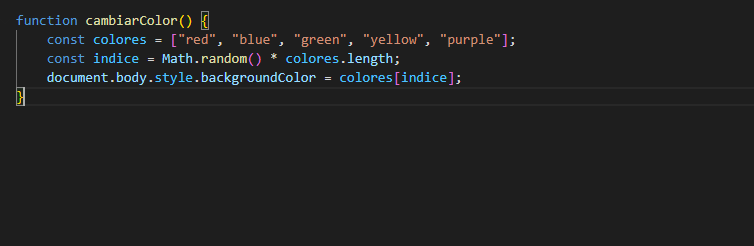 function cambiarColor() {
    const colores = ["red", "blue", "green", "yellow", "purple"];
    const indice = Math.random() * colores.length;
    document.body.style.backgroundColor = colores[indice];
}